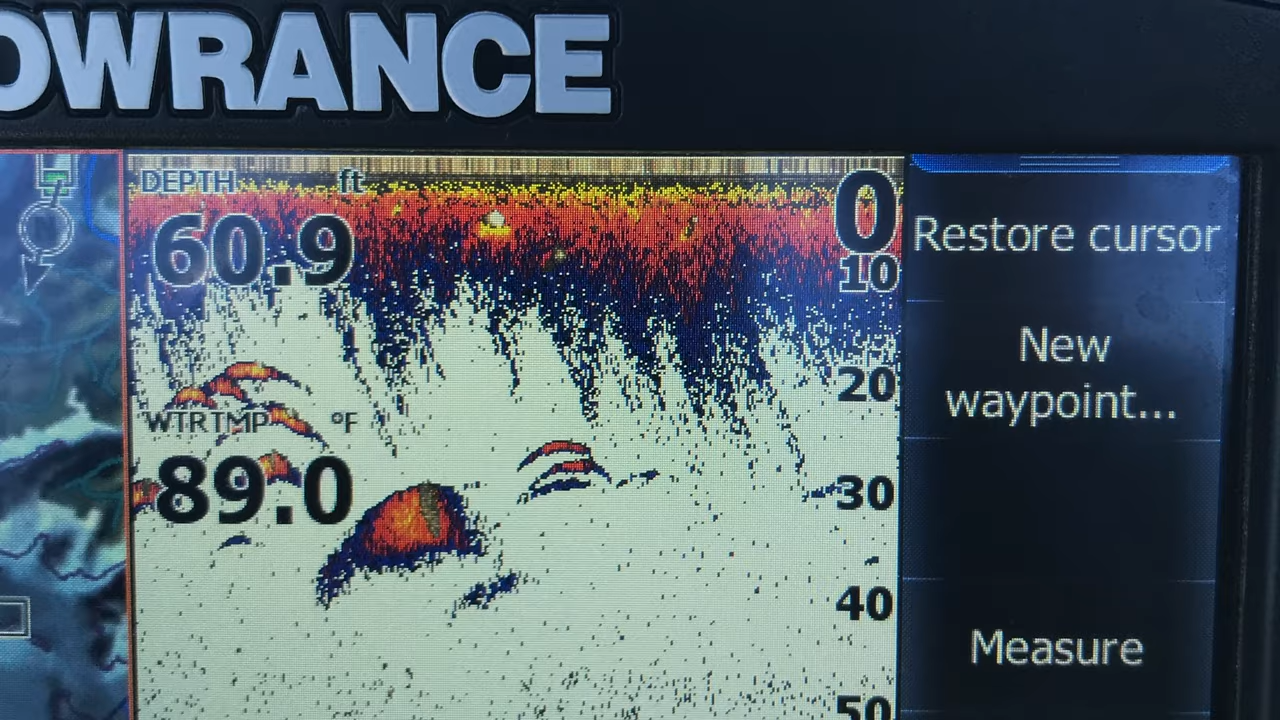 OWRANCE
DEPTH ft
60.9
WTRTMP °F
89.0
0
10
20
30
40
50
N
Restore cursor
New
waypoint...
Measure